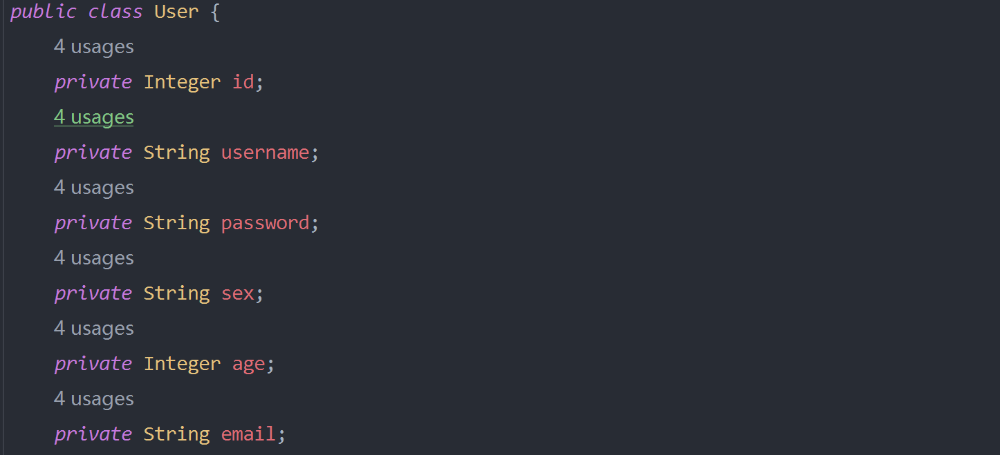 public class User {
4 usages
private Integer id;
4 usages
private String username;
4 usages
private String password;
4 usages
private String sex;
4 usages
private Integer age;
4 usages
private String email;